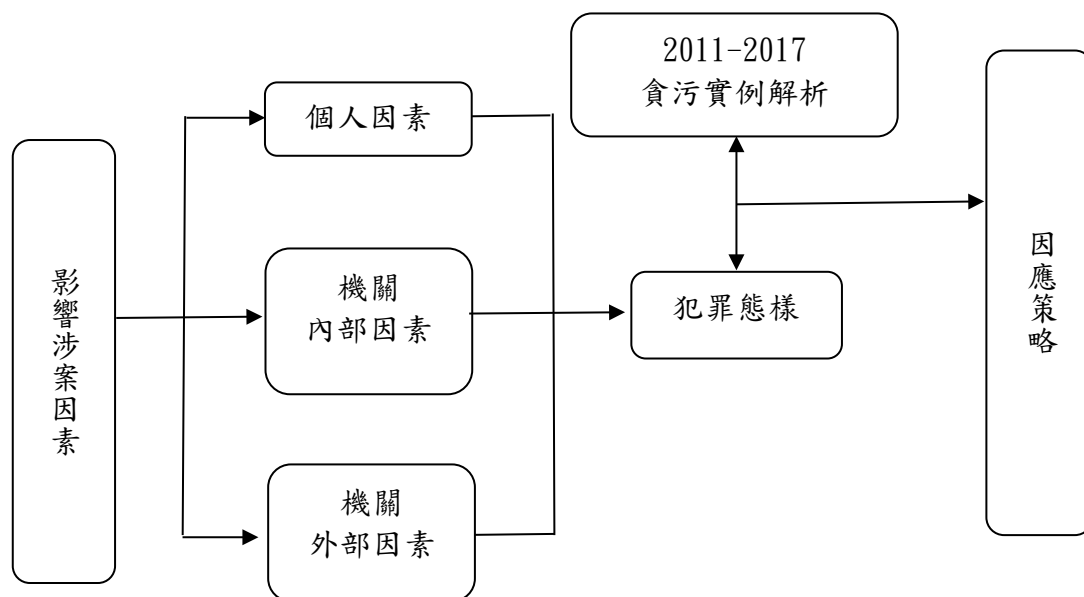 影響涉案因素
個人因素
機關
內部因素
機關
外部因素
2011-2017
貪污實例解析
犯罪態樣
因應策略